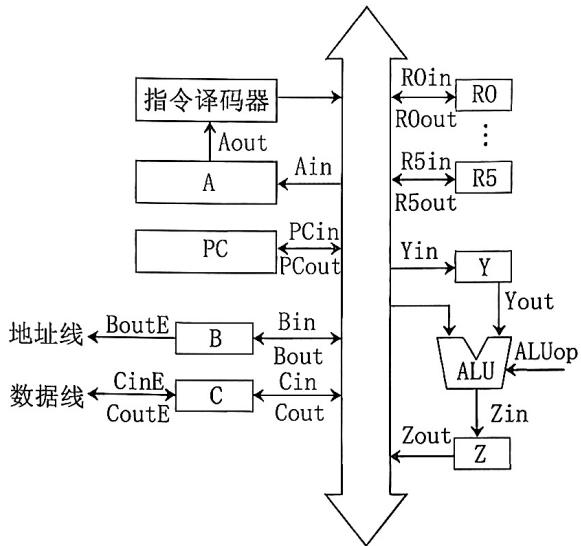 指令译码器
Aout
A
Ain
PC
PCin
PCout
地址线
BoutE
B
Bin
Bout
数据线
CinE
CoutE
C
Cin
Cout
R0in
R0out
R0
⋮
R5in
R5out
R5
Yin
Y
Yout
ALU
ALUop
Zin
Zout
Z